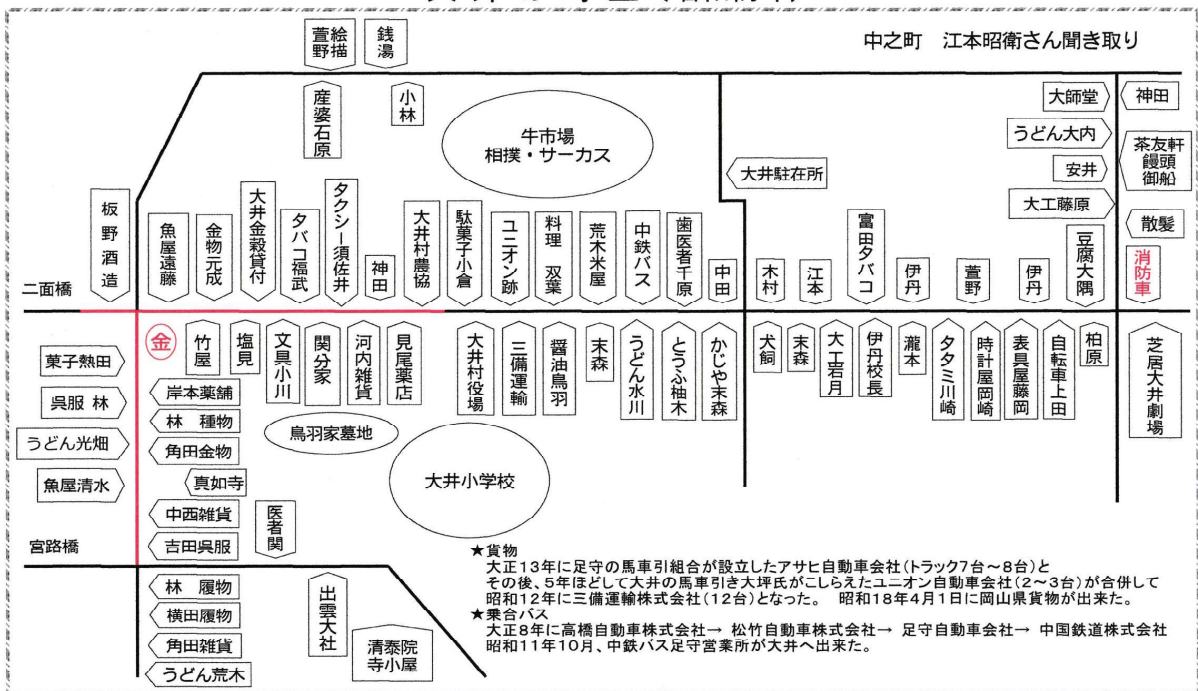 中之町　江本昭衛さん聞き取り
萱野
絵描
銭湯
産婆石原
小林
牛市場
相撲・サーカス
大井駐在所
大師堂
神田
うどん大内
茶友軒
饅頭
御船
安井
大工藤原
散髪
板野酒造
魚屋遠藤
金物元成
大井金穀貸付
タバコ福武
タクシー須佐井
神田
大井村農協
駄菓子小倉
ユニオン跡
料理　双葉
荒木米屋
中鉄バス
歯医者千原
中田
木村
江本
富田タバコ
伊丹
萱野
伊丹
豆腐大隅
消防車
二面橋
金
竹屋
塩見
文具小川
関分家
河内雑貨
見尾薬店
大井村役場
三備運輸
醤油鳥羽
末森
うどん水川
とうふ柚木
かじや末森
犬飼
末森
大工岩月
伊丹校長
瀧本
タタミ川崎
時計屋岡崎
表具屋藤岡
自転車上田
柏原
芝居大井劇場
菓子熱田
呉服 林
うどん光畑
魚屋清水
岸本薬舗
林 種物
角田金物
真如寺
中西雑貨
吉田呉服
鳥羽家墓地
大井小学校
医者関
宮路橋
林 履物
横田履物
角田雑貨
うどん荒木
出雲大社
清泰院
寺小屋
★貨物
大正13年に足守の馬車引組合が設立したアサヒ自動車会社（トラック7台～8台）と
その後、5年ほどして大井の馬車引き大坪氏がこしらえたユニオン自動車会社（2～3台）が合併して
昭和12年に三備運輸株式会社（12台）となった。　昭和18年4月1日に岡山県貨物が出来た。
★乗合バス
大正8年に高橋自動車株式会社→ 松竹自動車株式会社→ 足守自動車会社→ 中国鉄道株式会社
昭和11年10月、中鉄バス足守営業所が大井へ出来た。